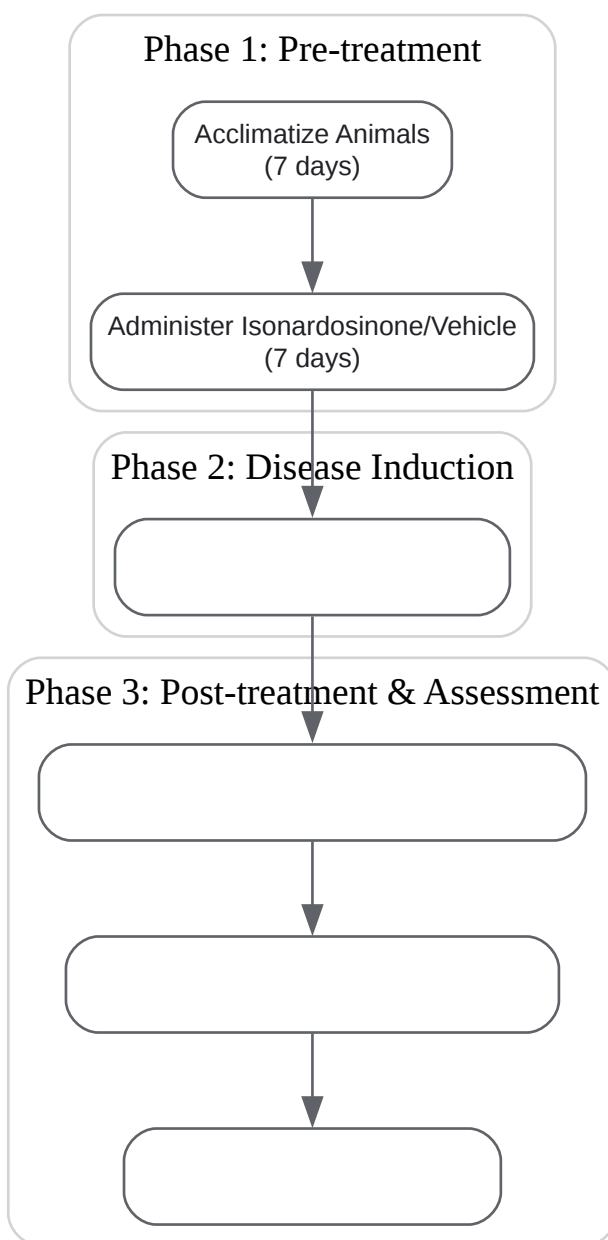 Phase 1: Pre-treatment
Acclimatize Animals
(7 days)
Administer Isonardosinone/Vehicle
(7 days)
Phase 2: Disease Induction
Phase 3: Post-treatment & Assessment